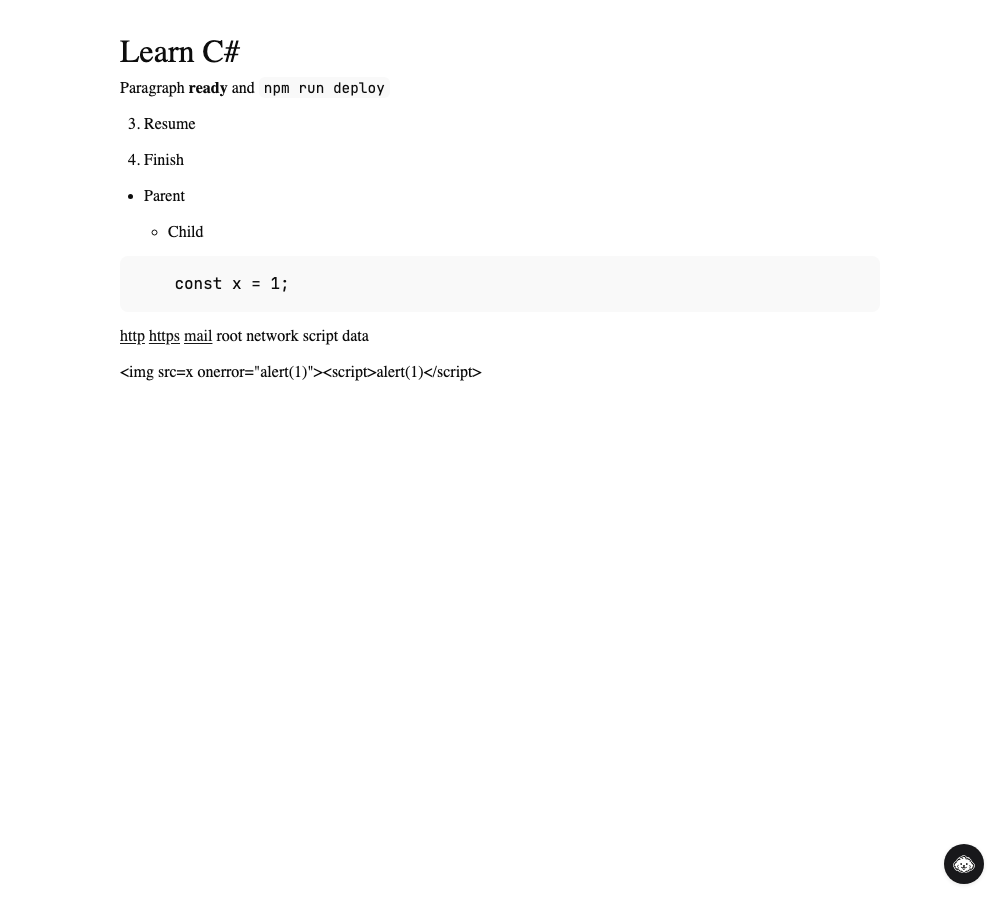 Learn C#
Paragraph ready and npm run deploy
3. Resume
4. Finish
• Parent
◦ Child
const x = 1;
http https mail root network script data
<img src=x onerror="alert(1)"><script>alert(1)</script>